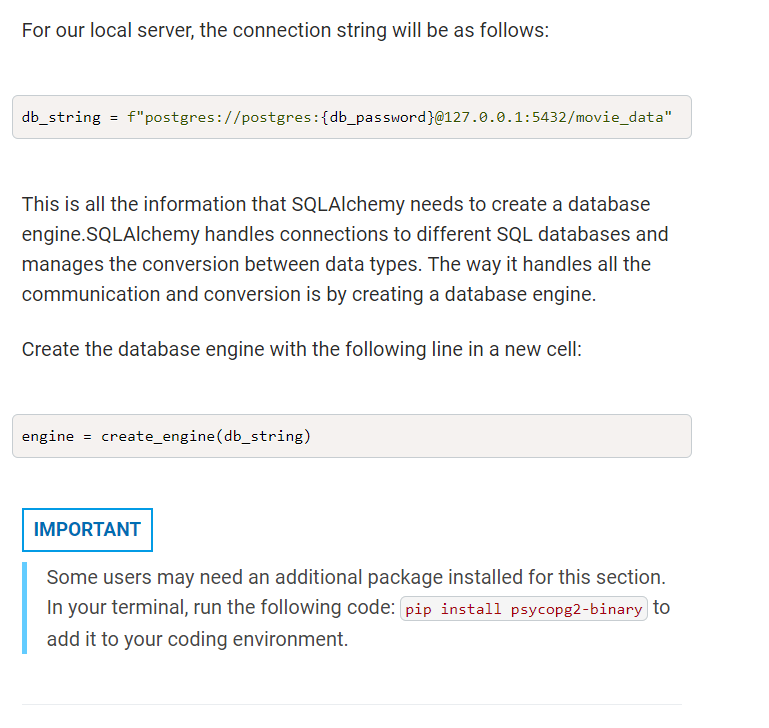 For our local server, the connection string will be as follows:
db_string = f"postgres://postgres:{db_password}@127.0.0.1:5432/movie_data"
This is all the information that SQLAlchemy needs to create a database
engine.SQLAlchemy handles connections to different SQL databases and
manages the conversion between data types. The way it handles all the
communication and conversion is by creating a database engine.
Create the database engine with the following line in a new cell:
engine = create_engine(db_string)
IMPORTANT
Some users may need an additional package installed for this section.
In your terminal, run the following code: pip install psycopg2-binary to
add it to your coding environment.